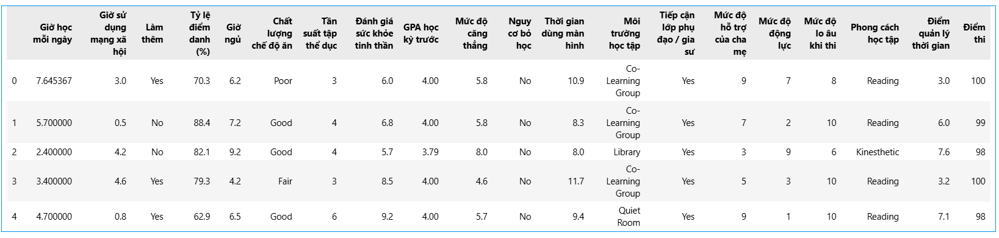 Giờ học mỗi ngày Giờ sử dụng mạng xã hội Làm thêm Tỷ lệ điểm danh (%) Giờ ngủ Chất lượng chế độ ăn Tần suất tập thể dục Đánh giá sức khỏe tinh thần GPA học kỳ trước Mức độ căng thẳng Nguy cơ bỏ học Thời gian dùng màn hình Môi trường học tập Tiếp cận lớp phụ đạo / gia sư Mức độ hỗ trợ của cha mẹ Mức độ động lực Mức độ lo âu khi thi Phong cách học tập Điểm quản lý thời gian Điểm thi
0 7.645367 3.0 Yes 70.3 6.2 Poor 3 6.0 4.00 5.8 No 10.9 Co-Learning Group Yes 9 7 8 Reading 3.0 100
1 5.700000 0.5 No 88.4 7.2 Good 4 6.8 4.00 5.8 No 8.3 Co-Learning Group Yes 7 2 10 Reading 6.0 99
2 2.400000 4.2 No 82.1 9.2 Good 4 5.7 3.79 8.0 No 8.0 Library Yes 3 9 6 Kinesthetic 7.6 98
3 3.400000 4.6 Yes 79.3 4.2 Fair 3 8.5 4.00 4.6 No 11.7 Co-Learning Group Yes 5 3 10 Reading 3.2 100
4 4.700000 0.8 Yes 62.9 6.5 Good 6 9.2 4.00 5.7 No 9.4 Quiet Room Yes 9 1 10 Reading 7.1 98